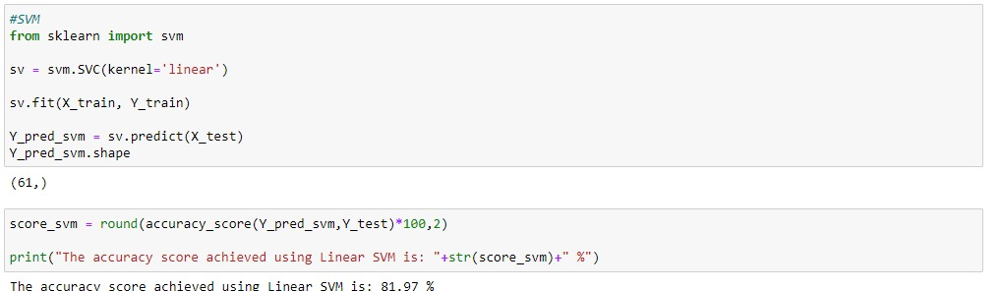 #SVM
from sklearn import svm
sv = svm.SVC(kernel='linear')
sv.fit(X_train, Y_train)
Y_pred_svm = sv.predict(X_test)
Y_pred_svm.shape
(61,)
score_svm = round(accuracy_score(Y_pred_svm,Y_test)*100,2)
print("The accuracy score achieved using Linear SVM is: "+str(score_svm)+" %")
The accuracy score achieved using Linear SVM is: 81.97 %